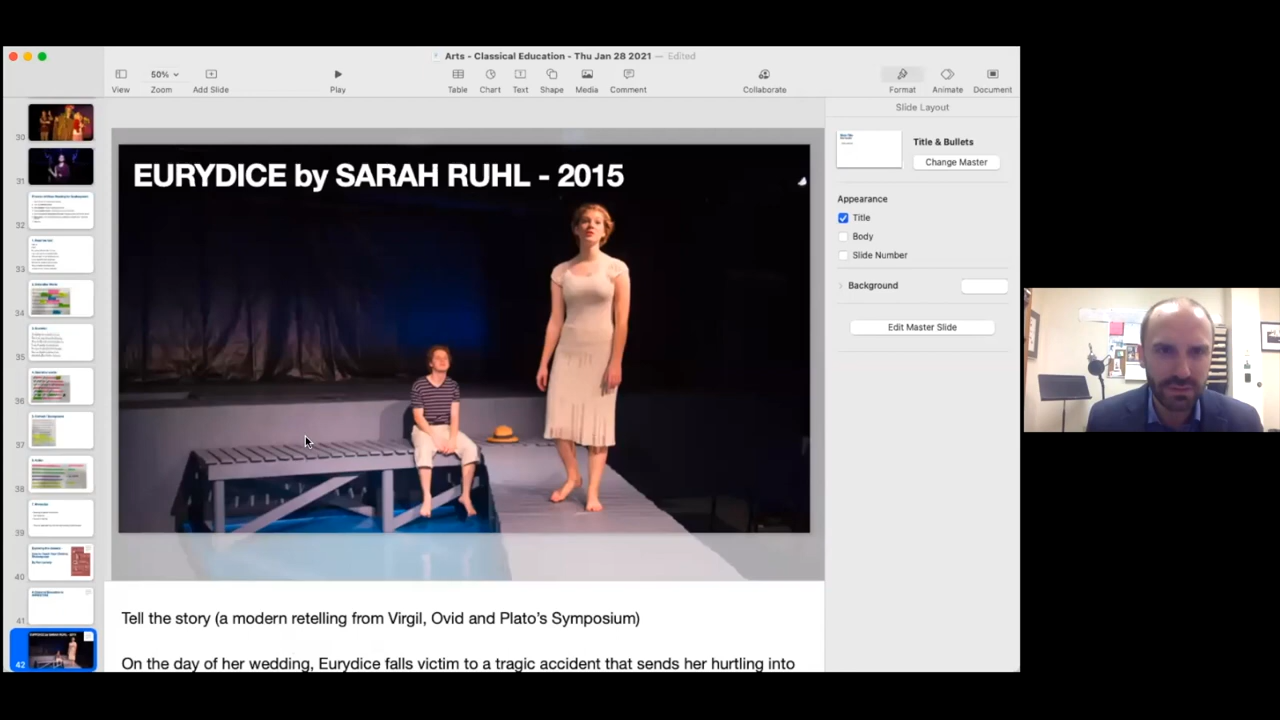 Arts - Classical Education - Thu Jan 28 2021 — Edited
50%
View
Zoom
Add Slide
Play
Table
Chart
Text
Shape
Media
Comment
Collaborate
Format
Animate
Document
Slide Layout
Title & Bullets
Change Master
Appearance
Title
Body
Slide Number
Background
Edit Master Slide
30
31
32
33
34
35
36
37
38
39
40
41
42
EURYDICE by SARAH RUHL - 2015
Tell the story (a modern retelling from Virgil, Ovid and Plato's Symposium)
On the day of her wedding, Eurydice falls victim to a tragic accident that sends her hurtling into